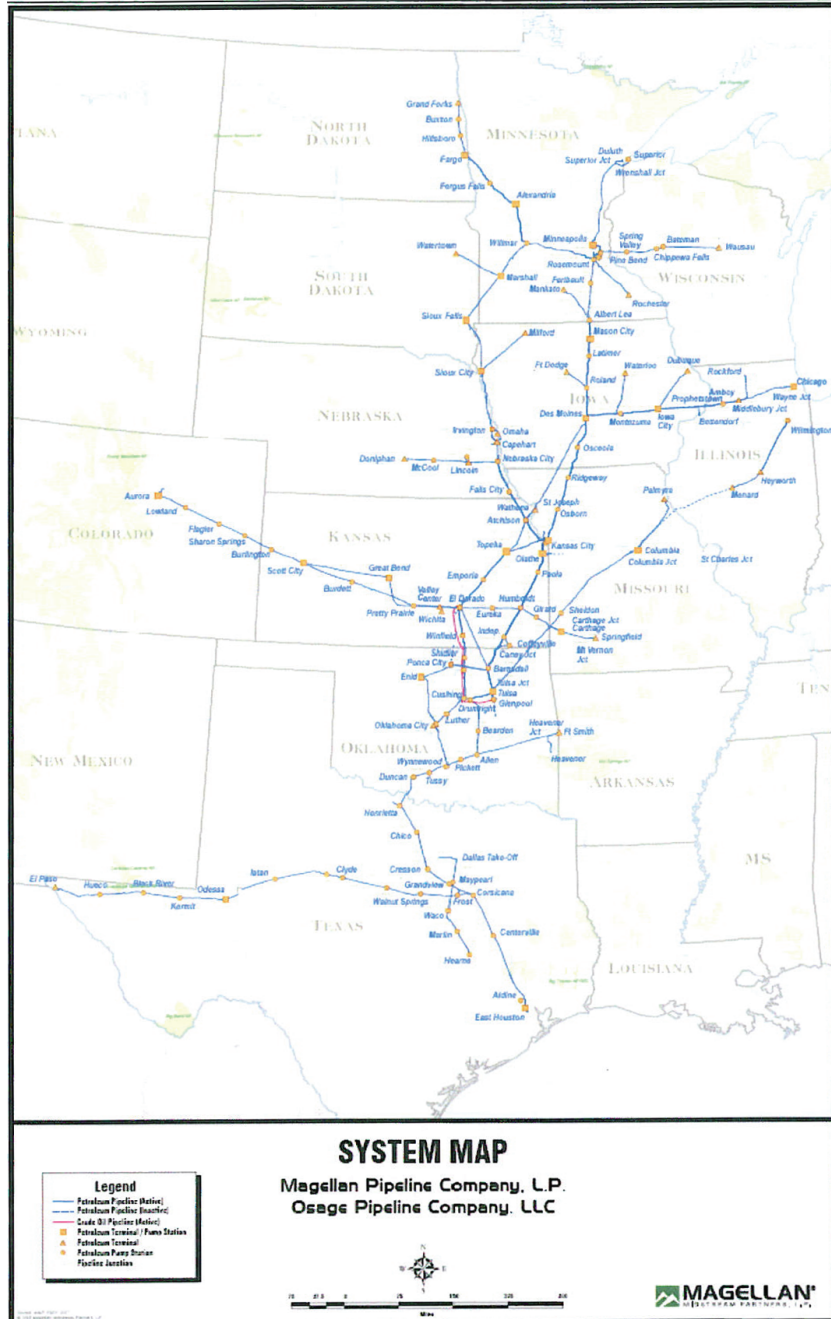 Grand Forks
Buxton
Hillsboro
Fargo
Fergus Falls
Alexandria
NORTH DAKOTA
MINNESOTA
Duluth
Superior Jct
Superior
Wrenshall Jct
Watertown
Willmar
Minneapolis
Spring Valley
Bateman
Wausau
Rosemount
Pine Bend
Chippewa Falls
Marshall
Faribault
Mankato
Rochester
WISCONSIN
SOUTH DAKOTA
Sioux Falls
Albert Lea
Mason City
Milford
Latimer
WYOMING
Sioux City
Ft Dodge
Waterloo
Dubuque
Rockford
Chicago
Roland
IOWA
Amboy
Wayne Jct
Prophetstown
Middlebury Jct
NEBRASKA
Des Moines
Montezuma
Iowa City
Bettendorf
Wilmington
Irvington
Omaha
Capehart
Osceola
ILLINOIS
Doniphan
McCool
Lincoln
Nebraska City
Ridgeway
Heyworth
Falls City
St Joseph
Palmyra
Menard
Aurora
Wathena
Osborn
Lowland
Atchison
COLORADO
Flagler
KANSAS
Topeka
Kansas City
Sharon Springs
Olathe
Columbia
Columbia Jct
St Charles Jct
Burlington
Scott City
Great Bend
Emporia
Paola
MISSOURI
Burdett
Valley Center
El Dorado
Humboldt
Pretty Prairie
Wichita
Eureka
Girard
Sheldon
Carthage Jct
Carthage
Winfield
Indep.
Coffeyville
Springfield
Mt Vernon Jct
Shidler
Caney Jct
Ponca City
Barnsdall
Enid
Tulsa Jct
Tulsa
Cushing
Drumright
Glenpool
Luther
Oklahoma City
Bearden
Heavener Jct
Ft Smith
OKLAHOMA
Heavener
NEW MEXICO
Wynnewood
Pickett
Allen
Duncan
Tussy
ARKANSAS
Henrietta
Chico
MS
Dallas Take-Off
El Paso
Hueco
Black River
Kermit
Odessa
Iatan
Clyde
Cresson
Maypearl
Grandview
Corsicana
Walnut Springs
Frost
Waco
TEXAS
Marlin
Centerville
Hearne
LOUISIANA
Aldine
East Houston
SYSTEM MAP
Magellan Pipeline Company, L.P.
Osage Pipeline Company. LLC
Legend
Petroleum Pipeline (Active)
Petroleum Pipeline (Inactive)
Crude Oil Pipeline (Active)
Petroleum Terminal / Pump Station
Petroleum Terminal
Petroleum Pump Station
Pipeline Junction
N
W
E
S
Miles
MAGELLAN
MIDSTREAM PARTNERS, L.P.